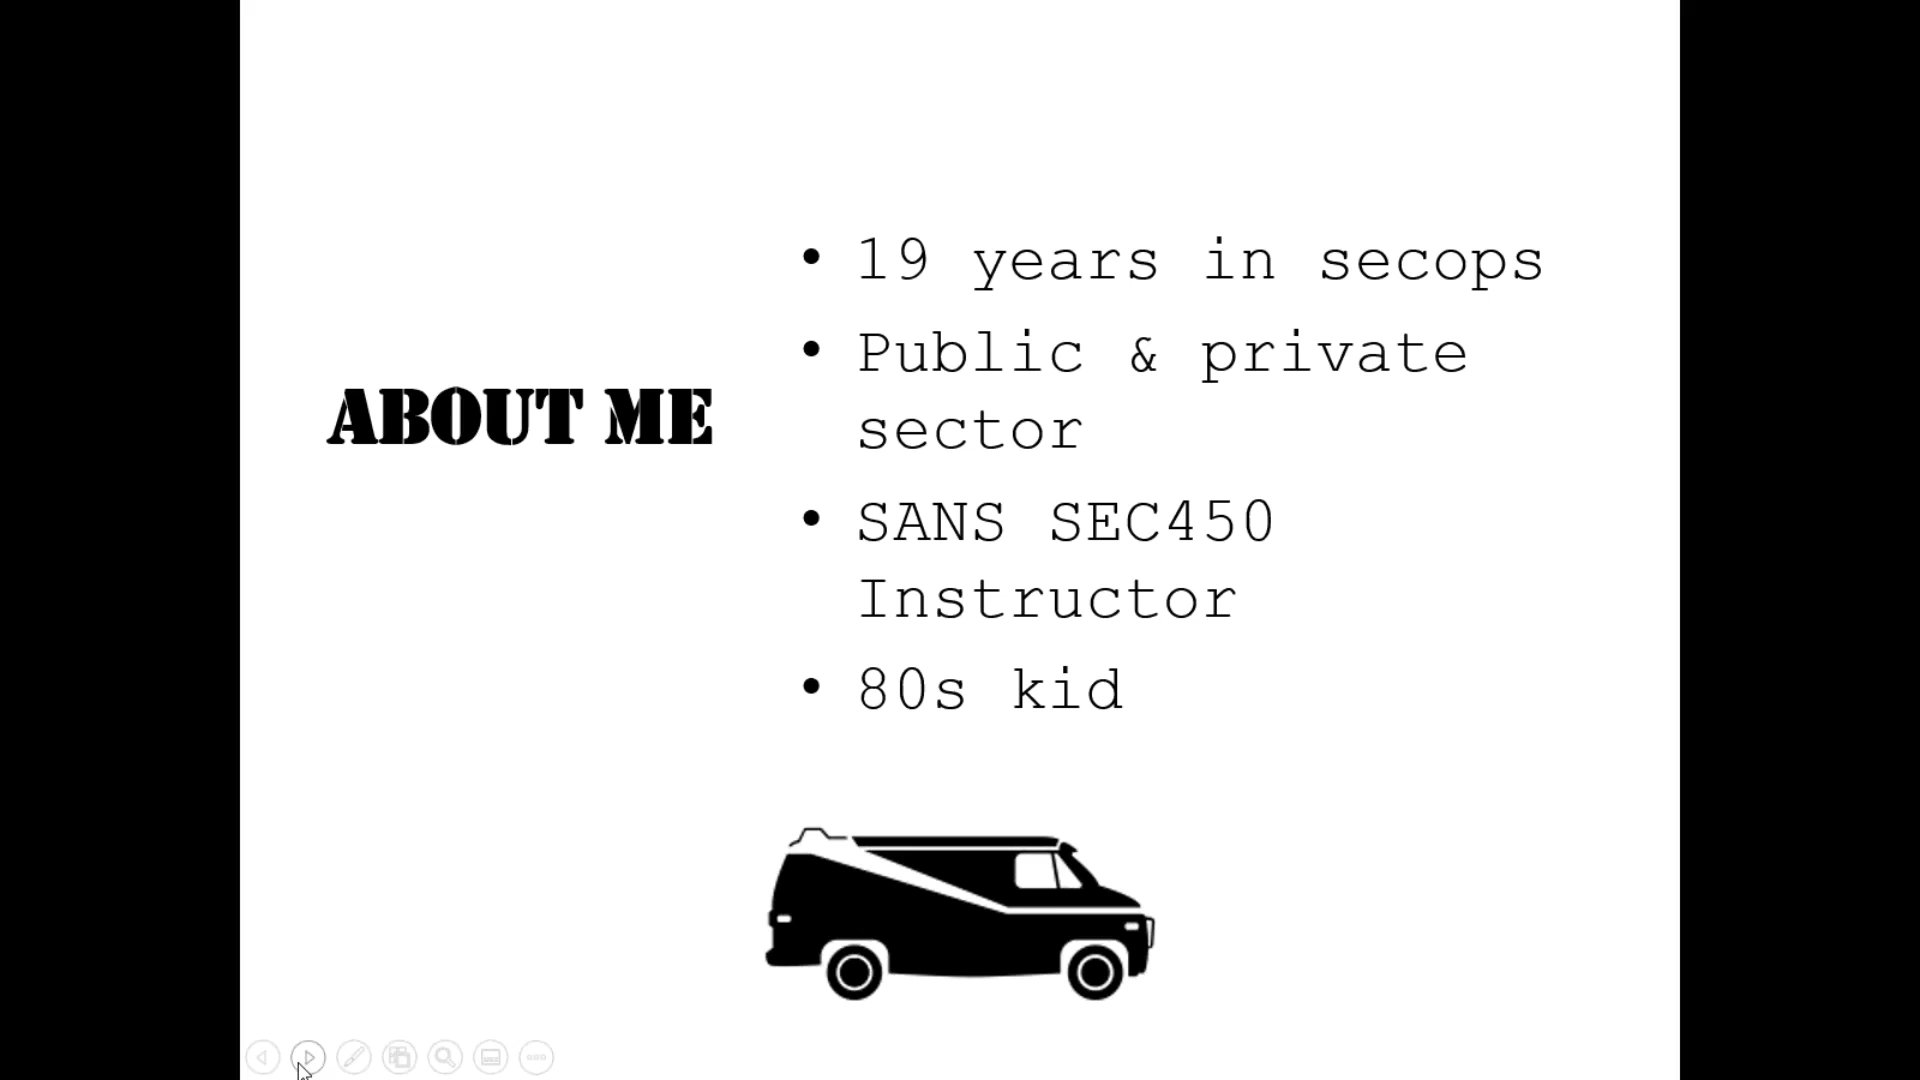 ABOUT ME
• 19 years in secops
• Public & private
sector
• SANS SEC450
Instructor
• 80s kid